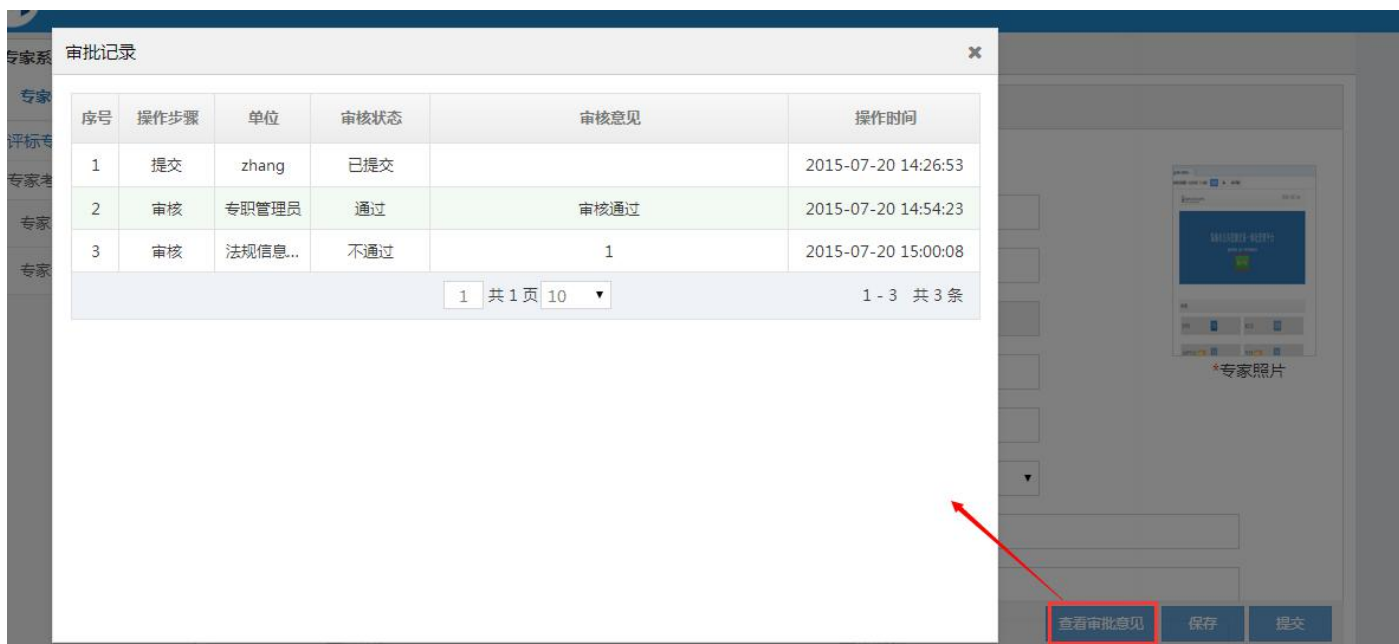 专家系
审批记录
专家
评标专
专家考
专家
专家
序号 操作步骤 单位 审核状态 审核意见 操作时间
1 提交 zhang 已提交 2015-07-20 14:26:53
2 审核 专职管理员 通过 审核通过 2015-07-20 14:54:23
3 审核 法规信息... 不通过 1 2015-07-20 15:00:08
1 共 1 页 10 1 - 3 共 3 条
*专家照片
查看审批意见 保存 提交